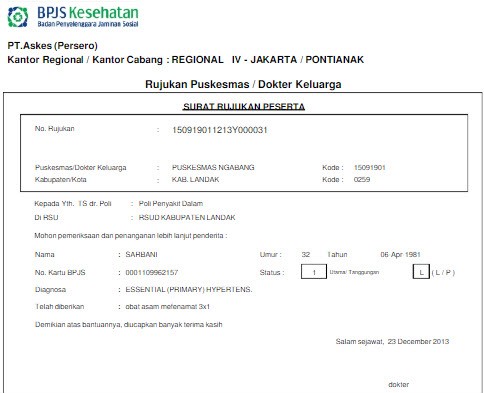 BPJS Kesehatan
Badan Penyelenggara Jaminan Sosial
PT.Askes (Persero)
Kantor Regional / Kantor Cabang : REGIONAL IV - JAKARTA / PONTIANAK
Rujukan Puskesmas / Dokter Keluarga
SURAT RUJUKAN PESERTA
No. Rujukan : 150919011213Y000031
Puskesmas/Dokter Keluarga : PUSKESMAS NGABANG Kode : 15091901
Kabupaten/Kota : KAB. LANDAK Kode : 0259
Kepada Yth. TS dr. Poli : Poli Penyakit Dalam
Di RSU : RSUD KABUPATEN LANDAK
Mohon pemeriksaan dan penanganan lebih lanjut penderita :
Nama : SARBANI Umur : 32 Tahun 06 Apr 1981
No. Kartu BPJS : 0001109962157 Status : 1 Utama/ Tanggungan L ( L / P )
Diagnosa : ESSENTIAL (PRIMARY) HYPERTENS.
Telah diberikan : obat asam mefenamat 3x1
Demikian atas bantuannya, diucapkan banyak terima kasih
Salam sejawat, 23 December 2013
dokter